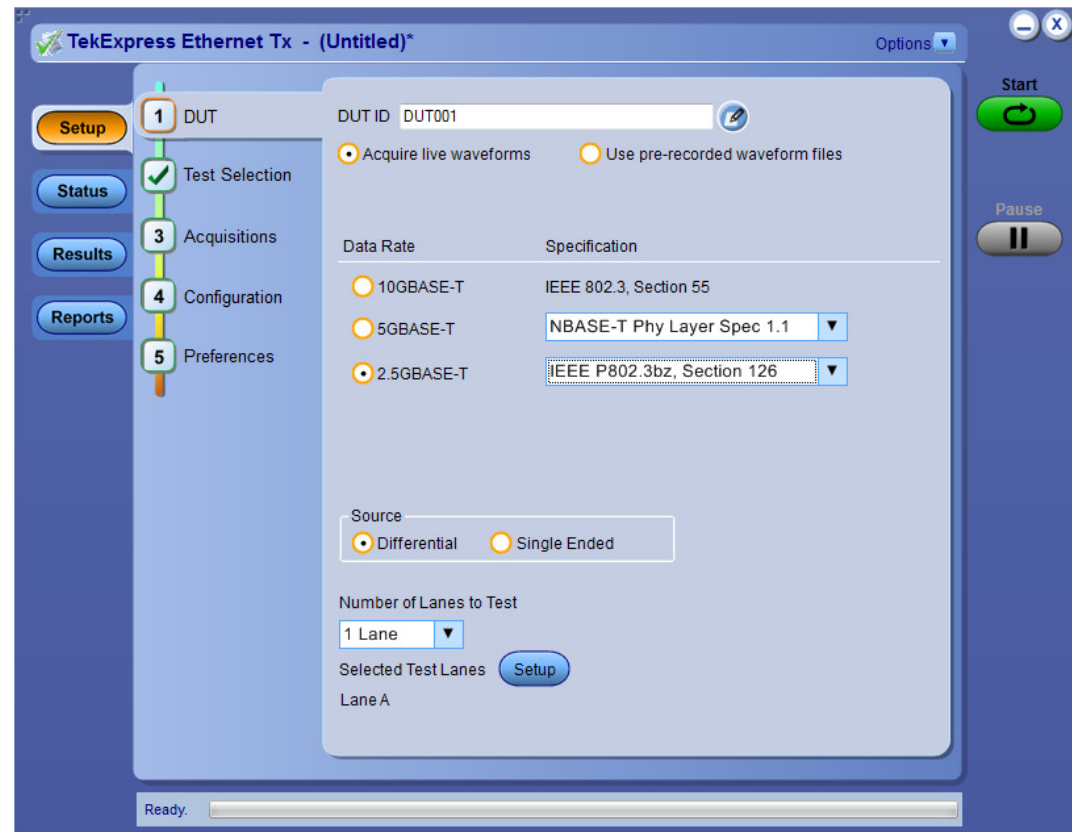 TekExpress Ethernet Tx - (Untitled)*
Options
X
Start
Pause
Setup
Status
Results
Reports
1 DUT
Test Selection
3 Acquisitions
4 Configuration
5 Preferences
DUT ID DUT001
Acquire live waveforms Use pre-recorded waveform files
Data Rate Specification
10GBASE-T IEEE 802.3, Section 55
5GBASE-T NBASE-T Phy Layer Spec 1.1
2.5GBASE-T IEEE P802.3bz, Section 126
Source
Differential Single Ended
Number of Lanes to Test
1 Lane
Selected Test Lanes Setup
Lane A
Ready.